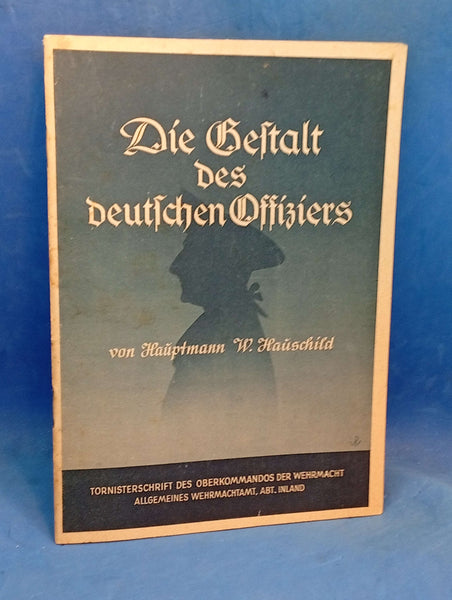 Die Geſtalt
des
deutſchen Offiziers
von Hauptmann W. Hauschild
TORNISTERSCHRIFT DES OBERKOMMANDOS DER WEHRMACHT
ALLGEMEINES WEHRMACHTAMT, ABT. INLAND